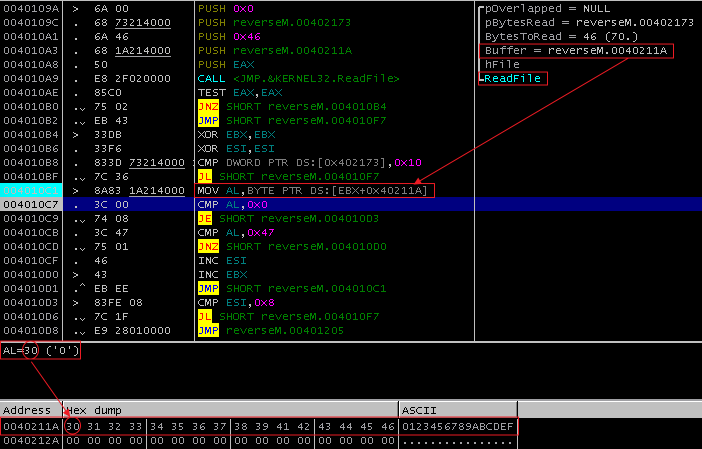 0040109A > 6A 00 PUSH 0x0 pOverlapped = NULL
0040109C . 68 73214000 PUSH reverseM.00402173 pBytesRead = reverseM.00402173
004010A1 . 6A 46 PUSH 0x46 BytesToRead = 46 (70.)
004010A3 . 68 1A214000 PUSH reverseM.0040211A Buffer = reverseM.0040211A
004010A8 . 50 PUSH EAX hFile
004010A9 . E8 2F020000 CALL <JMP.&KERNEL32.ReadFile> ReadFile
004010AE . 85C0 TEST EAX,EAX
004010B0 .˅ 75 02 JNZ SHORT reverseM.004010B4
004010B2 .˅ EB 43 JMP SHORT reverseM.004010F7
004010B4 > 33DB XOR EBX,EBX
004010B6 . 33F6 XOR ESI,ESI
004010B8 . 833D 73214000 : CMP DWORD PTR DS:[0x402173],0x10
004010BF .˅ 7C 36 JL SHORT reverseM.004010F7
004010C1 > 8A83 1A214000 MOV AL,BYTE PTR DS:[EBX+0x40211A]
004010C7 . 3C 00 CMP AL,0x0
004010C9 .˅ 74 08 JE SHORT reverseM.004010D3
004010CB . 3C 47 CMP AL,0x47
004010CD .˅ 75 01 JNZ SHORT reverseM.004010D0
004010CF . 46 INC ESI
004010D0 > 43 INC EBX
004010D1 .^ EB EE JMP SHORT reverseM.004010C1
004010D3 > 83FE 08 CMP ESI,0x8
004010D6 .˅ 7C 1F JL SHORT reverseM.004010F7
004010D8 .˅ E9 28010000 JMP reverseM.00401205
AL=30 ('0')
Address Hex dump ASCII
0040211A 30 31 32 33 34 35 36 37 38 39 41 42 43 44 45 46 0123456789ABCDEF
0040212A 00 00 00 00 00 00 00 00 00 00 00 00 00 00 00 00 ................